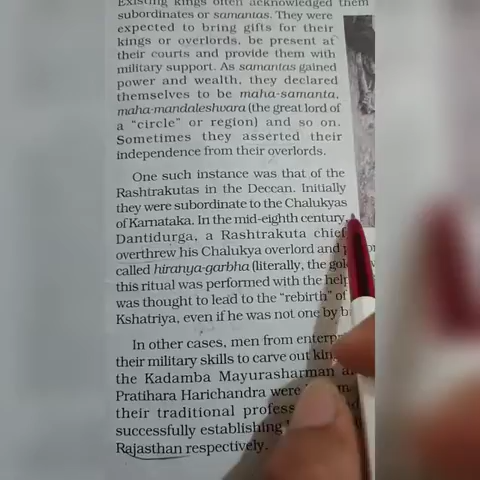 Existing kings often acknowledged them
subordinates or samantas. They were
expected to bring gifts for their
kings or overlords, be present at
their courts and provide them with
military support. As samantas gained
power and wealth, they declared
themselves to be maha-samanta,
maha-mandaleshvara (the great lord of
a “circle” or region) and so on.
Sometimes they asserted their
independence from their overlords.
One such instance was that of the
Rashtrakutas in the Deccan. Initially
they were subordinate to the Chalukyas
of Karnataka. In the mid-eighth century,
Dantidurga, a Rashtrakuta chief
overthrew his Chalukya overlord and
called hiranya-garbha (literally, the
this ritual was performed with the help
was thought to lead to the “rebirth” of
Kshatriya, even if he was not one by
In other cases, men from
their military skills to carve out
the Kadamba Mayurasharman
Pratihara Harichandra were
their traditional
successfully establishing
Rajasthan respectively.